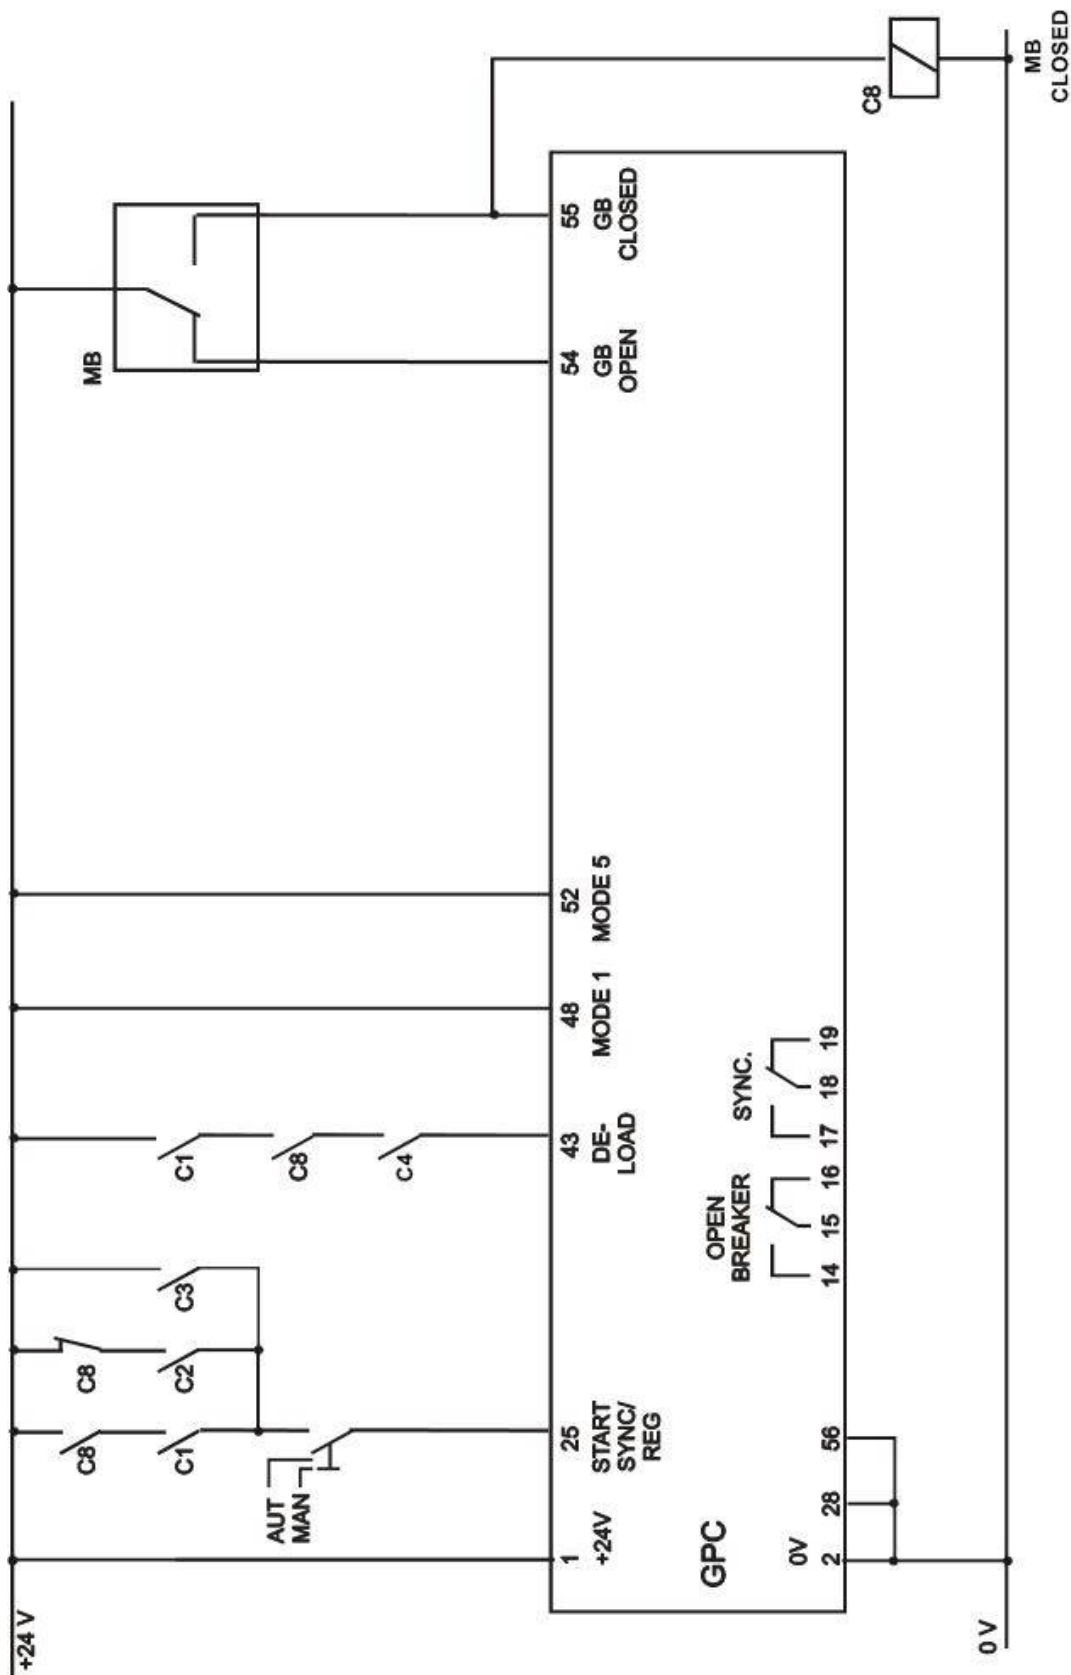 +24 V
MB
C8
C8
C1
C2
C3
C1
C8
C4
AUT
MAN
1
25
43
48
52
54
55
+24V
START
SYNC/
REG
DE-
LOAD
MODE 1
MODE 5
GB
OPEN
GB
CLOSED
GPC
OPEN
BREAKER
SYNC.
0V
2
28
56
14
15
16
17
18
19
C8
0 V
MB
CLOSED